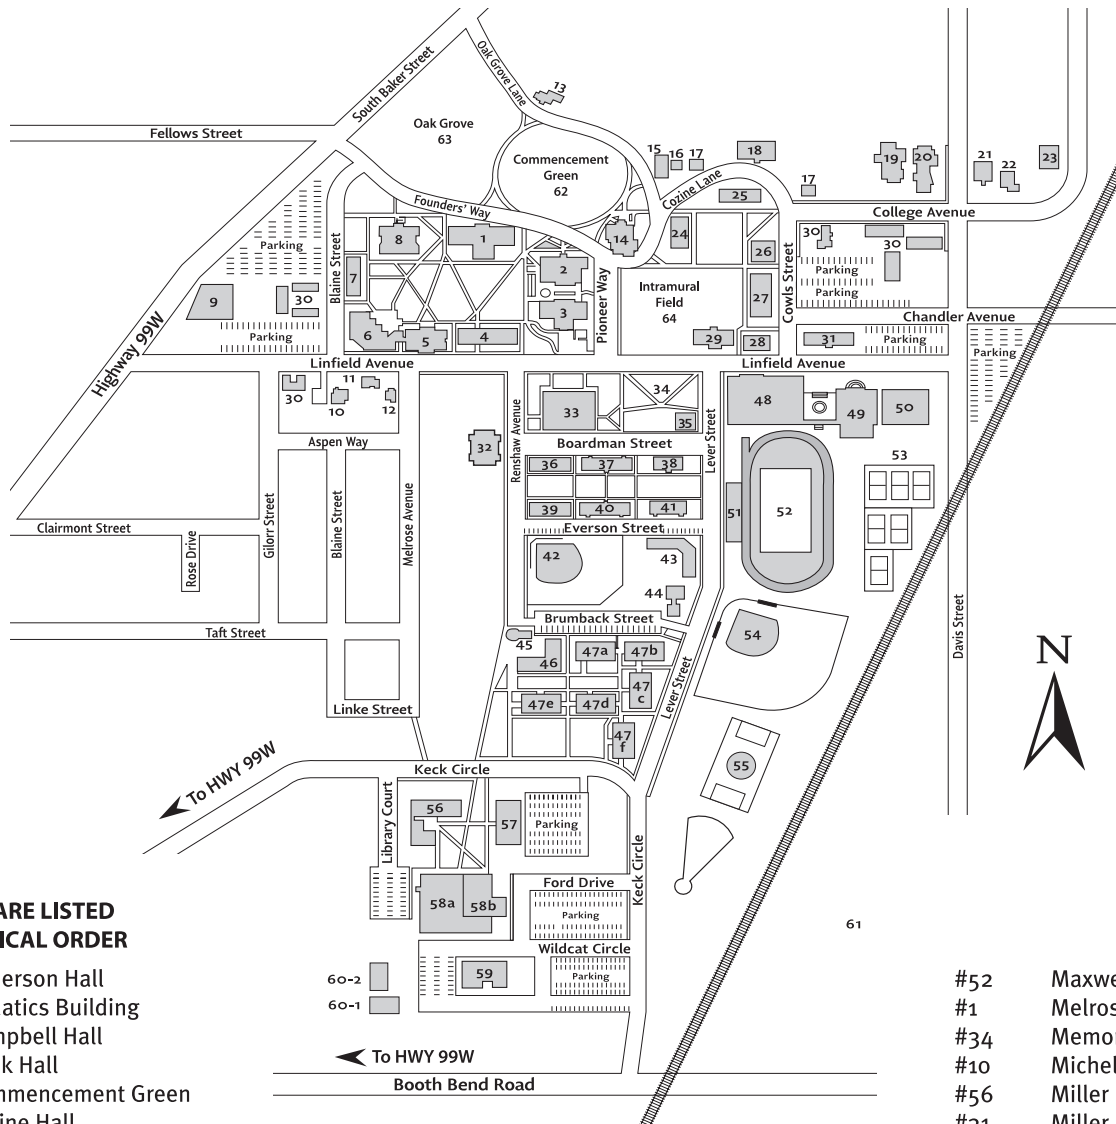 South Baker Street
Oak Grove Lane
13
Fellows Street
Oak Grove
63
Commencement
Green
62
15
16
17
18
19
20
21
22
23
Cozine Lane
17
25
Founders' Way
College Avenue
Parking
Blaine Street
8
1
14
24
26
30
30
2
Pioneer Way
Intramural
Field
64
Cowls Street
Parking
Parking
7
27
9
30
3
Chandler Avenue
Parking
6
5
4
29
28
31
Parking
Parking
Highway 99W
Linfield Avenue
Linfield Avenue
30
11
10
12
34
33
35
48
49
50
Renshaw Avenue
Lever Street
Aspen Way
32
Boardman Street
53
36
37
38
39
40
41
51
52
Clairmont Street
Rose Drive
Gilorr Street
Blaine Street
Melrose Avenue
Everson Street
42
43
44
Davis Street
Taft Street
Brumback Street
54
45
46
47a
47b
47
c
N
Linke Street
47e
47d
47
f
Lever Street
To HWY 99W
Keck Circle
55
Library Court
56
57
Parking
Keck Circle
Ford Drive
58a
58b
Parking
61
Wildcat Circle
60-2
59
Parking
60-1
To HWY 99W
Booth Bend Road
ARE LISTED
ICAL ORDER
erson Hall
atics Building
mpbell Hall
k Hall
mmencement Green
ine Hall
#52 Maxwe
#1 Melros
#34 Memor
#10 Michel
#56 Miller
#31 Miller